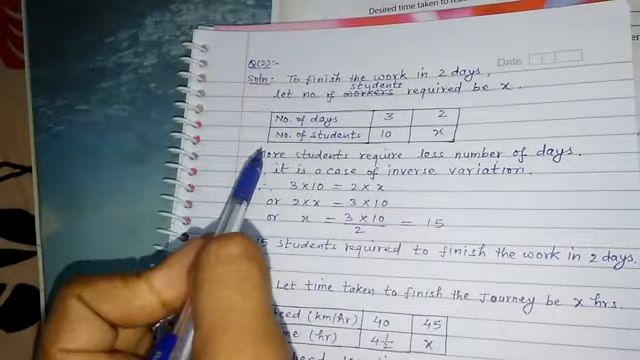 Desired time taken to
Date
Q(2):-
Soln: To finish the work in 2 days,
let no. of workers students required be x.
No. of days 3 2
No. of students 10 x
more students require less number of days.
it is a case of inverse variation.
∴ 3×10 = 2×x
or 2×x = 3×10
or x = 3×10/2 = 15
15 students required to finish the work in 2 days.
Let time taken to finish the Journey be x hrs.
eed (km/hr) 40 45
me (hr) 4½ x